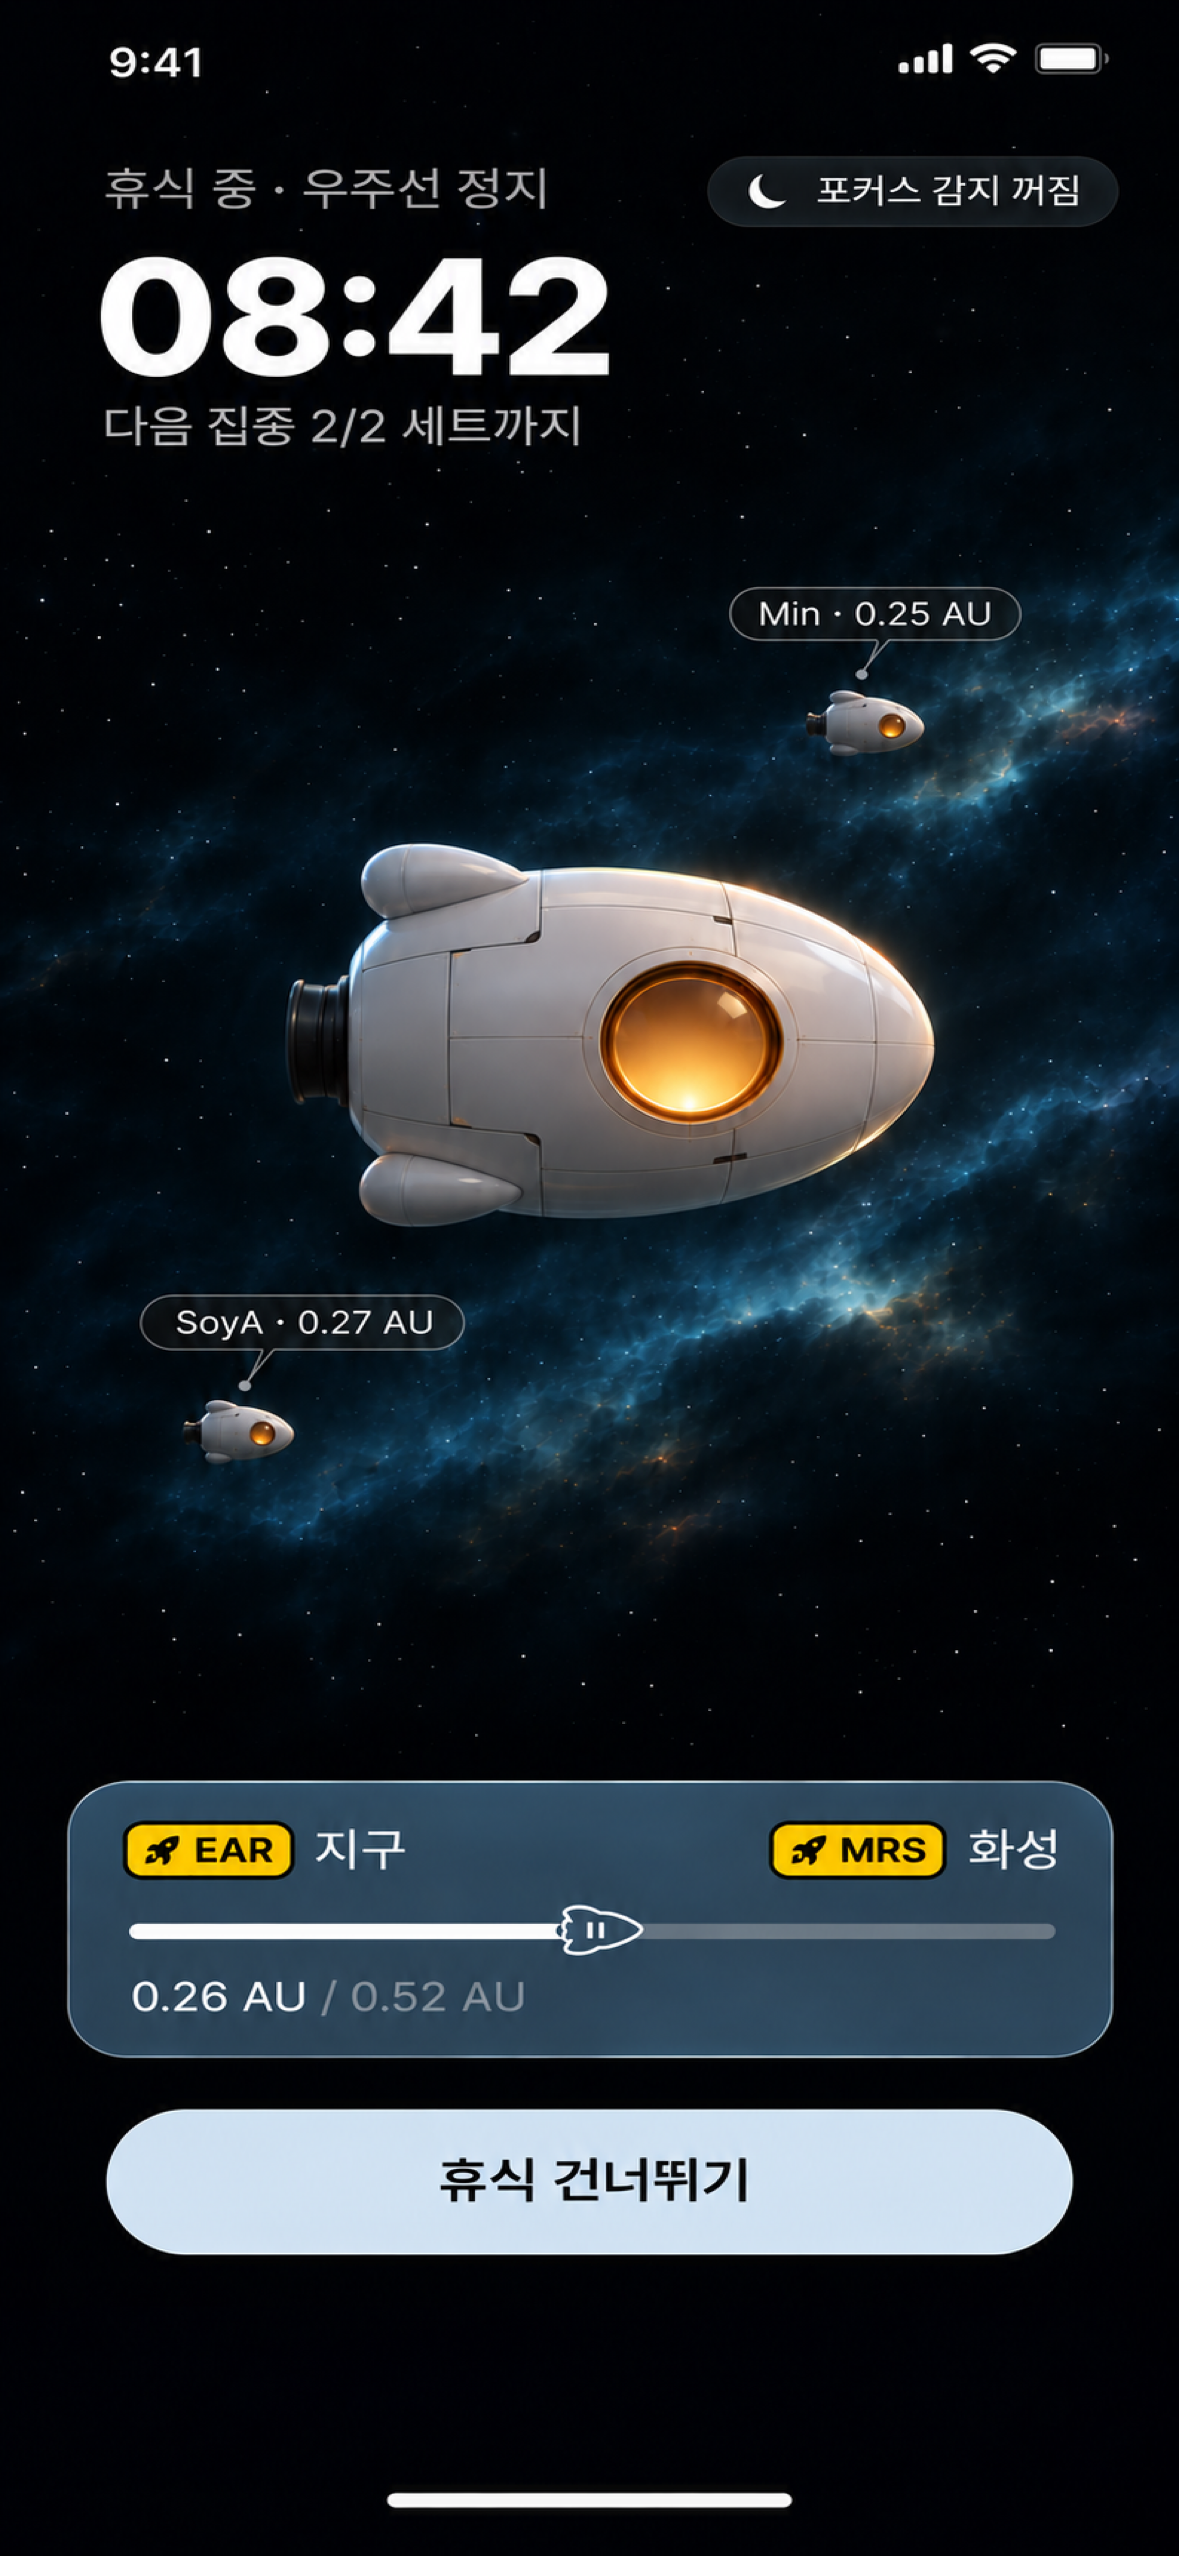 9:41
휴식 중 · 우주선 정지
포커스 감지 꺼짐
08:42
다음 집중 2/2 세트까지
Min · 0.25 AU
SoyA · 0.27 AU
EAR 지구
MRS 화성
0.26 AU / 0.52 AU
휴식 건너뛰기